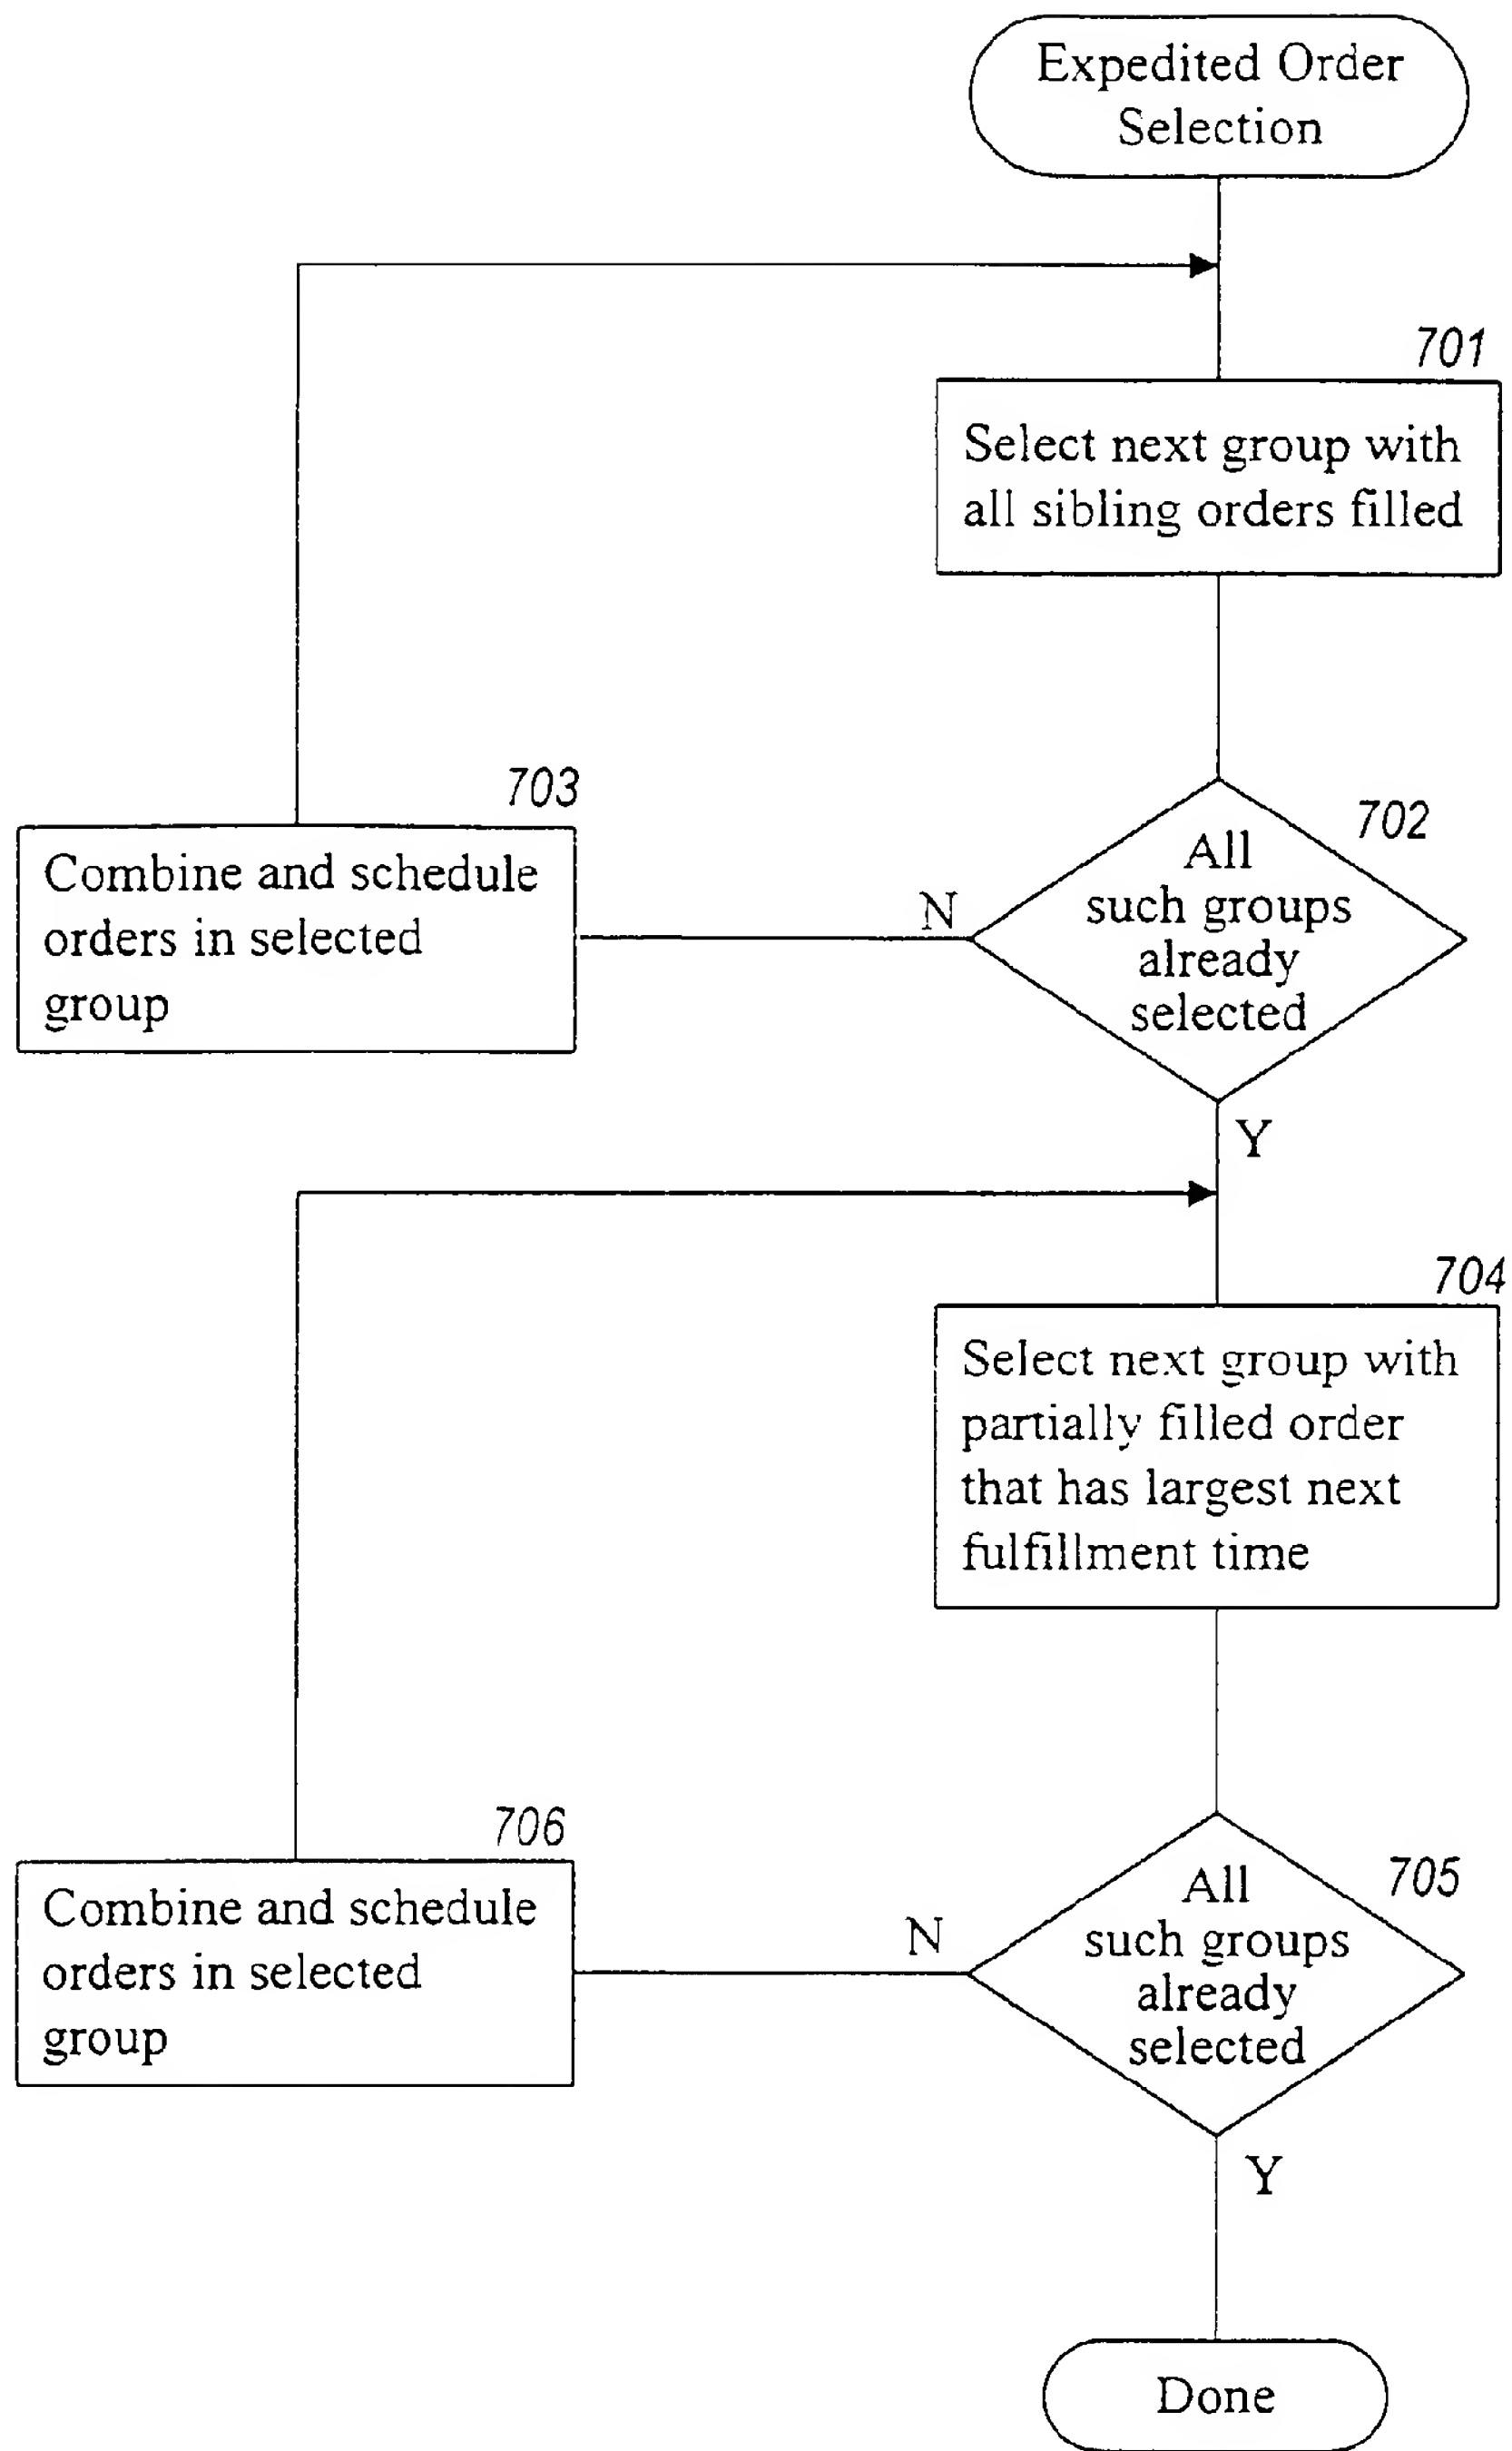 Expedited Order
Selection
701
Select next group with
all sibling orders filled
702
All
such groups
already
selected
N
703
Combine and schedule
orders in selected
group
Y
704
Select next group with
partially filled order
that has largest next
fulfillment time
705
All
such groups
already
selected
N
706
Combine and schedule
orders in selected
group
Y
Done